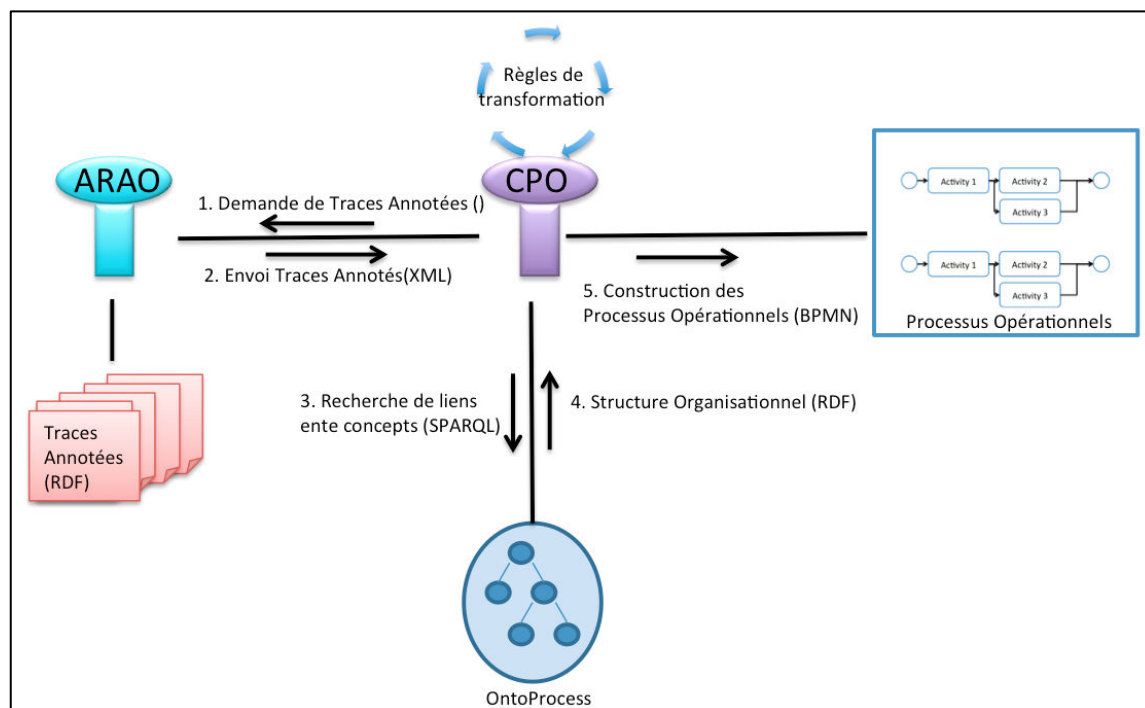 Règles de
transformation
ARAO
CPO
1. Demande de Traces Annotées ()
2. Envoi Traces Annotés(XML)
Activity 1
Activity 2
Activity 3
Activity 1
Activity 2
Activity 3
Processus Opérationnels
5. Construction des
Processus Opérationnels (BPMN)
3. Recherche de liens
ente concepts (SPARQL)
4. Structure Organisationnel (RDF)
Traces
Annotées
(RDF)
OntoProcess